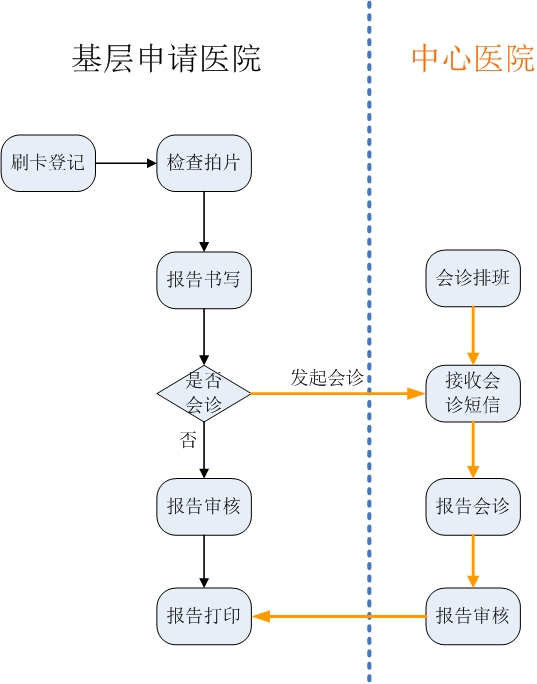 基层申请医院
中心医院
刷卡登记
检查拍片
报告书写
会诊排班
是否
会诊
发起会诊
接收会
诊短信
否
报告审核
报告会诊
报告打印
报告审核